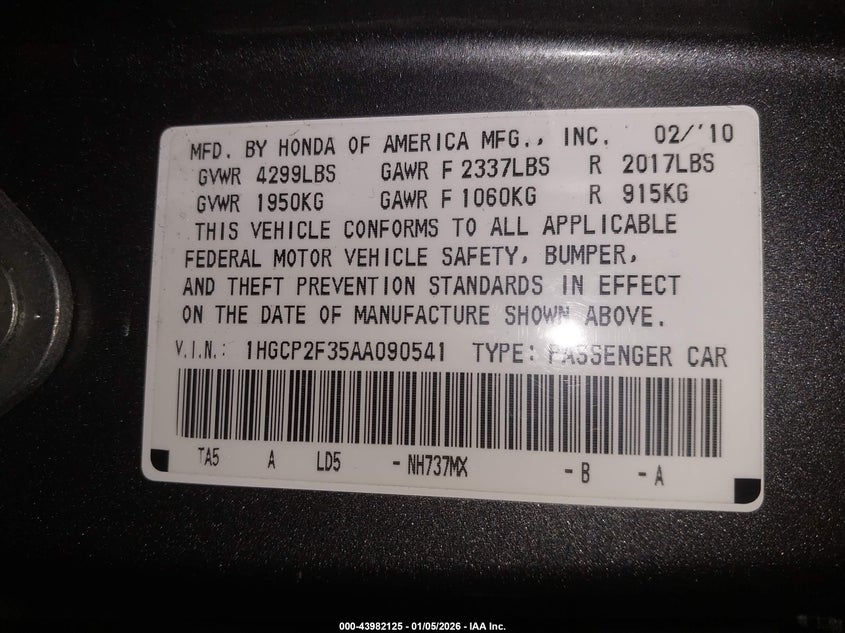 MFD. BY HONDA OF AMERICA MFG., INC. 02/'10
GVWR 4299LBS GAWR F 2337LBS R 2017LBS
GVWR 1950KG GAWR F 1060KG R 915KG
THIS VEHICLE CONFORMS TO ALL APPLICABLE
FEDERAL MOTOR VEHICLE SAFETY, BUMPER,
AND THEFT PREVENTION STANDARDS IN EFFECT
ON THE DATE OF MANUFACTURE SHOWN ABOVE.
V.I.N.: 1HGCP2F35AA090541 TYPE: PASSENGER CAR
TA5 A LD5 - NH737MX - B - A
000-43982125 - 01/05/2026 - IAA Inc.